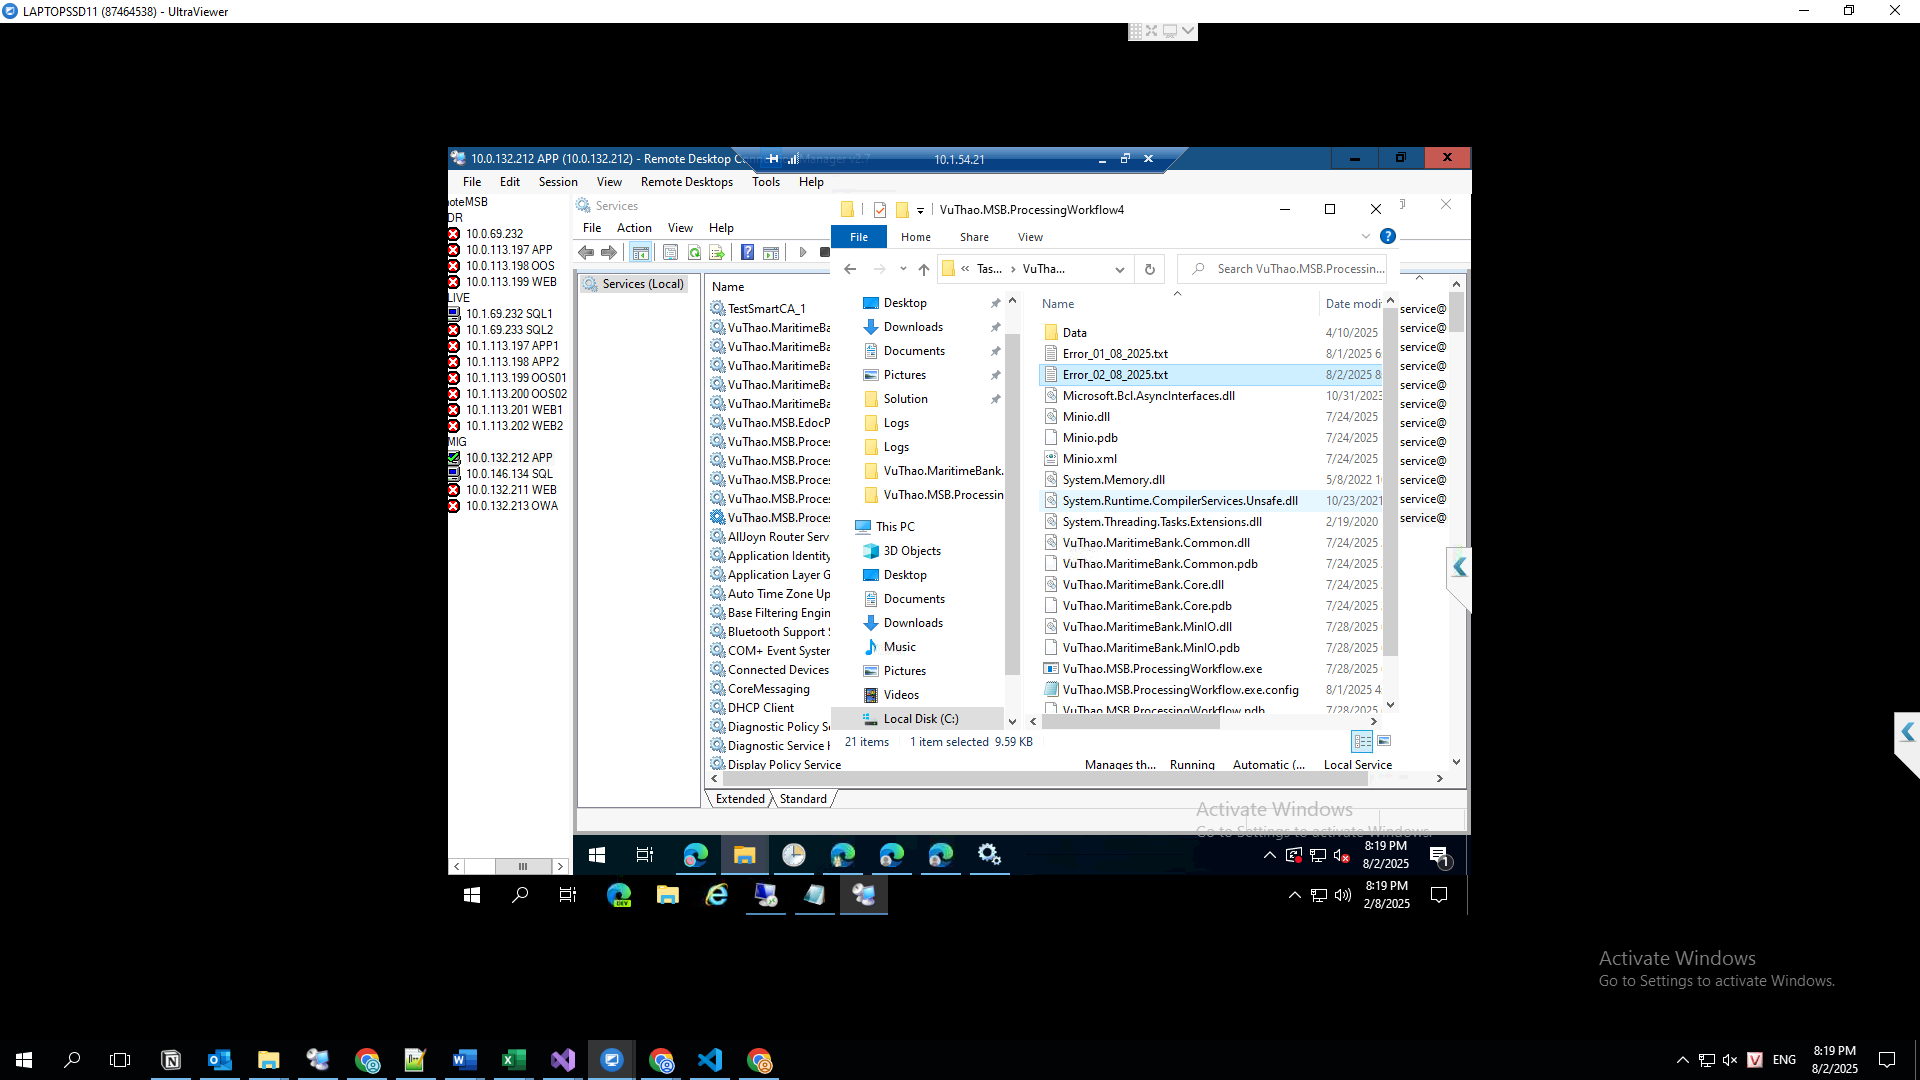 LAPTOPSSD11 (87464538) - UltraViewer
10.0.132.212 APP (10.0.132.212) - Remote Desktop Connection Manager v2.7
10.1.54.21
File Edit Session View Remote Desktops Tools Help
noteMSB
DR
10.0.69.232
10.0.113.197 APP
10.0.113.198 OOS
10.0.113.199 WEB
LIVE
10.1.69.232 SQL1
10.1.69.233 SQL2
10.1.113.197 APP1
10.1.113.198 APP2
10.1.113.199 OOS01
10.1.113.200 OOS02
10.1.113.201 WEB1
10.1.113.202 WEB2
MIG
10.0.132.212 APP
10.0.146.134 SQL
10.0.132.211 WEB
10.0.132.213 OWA
Services
File Action View Help
Services (Local)
Name
TestSmartCA_1
VuThao.MaritimeBa
VuThao.MaritimeBa
VuThao.MaritimeBa
VuThao.MaritimeBa
VuThao.MaritimeBa
VuThao.MSB.EdocP
VuThao.MSB.Proces
VuThao.MSB.Proces
VuThao.MSB.Proces
VuThao.MSB.Proces
VuThao.MSB.Proces
AllJoyn Router Serv
Application Identity
Application Layer G
Auto Time Zone Up
Base Filtering Engin
Bluetooth Support S
COM+ Event System
Connected Devices
CoreMessaging
DHCP Client
Diagnostic Policy Se
Diagnostic Service H
Display Policy Service Manages th... Running Automatic (... Local Service
Extended Standard
VuThao.MSB.ProcessingWorkflow4
File Home Share View
« Tas... VuTha...
Search VuThao.MSB.Processin...
Desktop
Downloads
Documents
Pictures
Solution
Logs
Logs
VuThao.MaritimeBank.
VuThao.MSB.Processin
This PC
3D Objects
Desktop
Documents
Downloads
Music
Pictures
Videos
Local Disk (C:)
Name Date modi
Data 4/10/2025
Error_01_08_2025.txt 8/1/2025 6:
Error_02_08_2025.txt 8/2/2025 8:
Microsoft.Bcl.AsyncInterfaces.dll 10/31/2023
Minio.dll 7/24/2025
Minio.pdb 7/24/2025
Minio.xml 7/24/2025
System.Memory.dll 5/8/2022 1
System.Runtime.CompilerServices.Unsafe.dll 10/23/2021
System.Threading.Tasks.Extensions.dll 2/19/2020
VuThao.MaritimeBank.Common.dll 7/24/2025
VuThao.MaritimeBank.Common.pdb 7/24/2025
VuThao.MaritimeBank.Core.dll 7/24/2025
VuThao.MaritimeBank.Core.pdb 7/24/2025
VuThao.MaritimeBank.MinIO.dll 7/28/2025
VuThao.MaritimeBank.MinIO.pdb 7/28/2025
VuThao.MSB.ProcessingWorkflow.exe 7/28/2025
VuThao.MSB.ProcessingWorkflow.exe.config 8/1/2025 4:
VuThao.MSB.ProcessingWorkflow.pdb 7/28/2025
21 items 1 item selected 9.59 KB
service@
service@
service@
service@
service@
service@
service@
service@
service@
service@
service@
service@
Activate Windows
Go to Settings to activate Windows.
8:19 PM
8/2/2025
1
DEV
8:19 PM
2/8/2025
Activate Windows
Go to Settings to activate Windows.
ENG
8:19 PM
8/2/2025